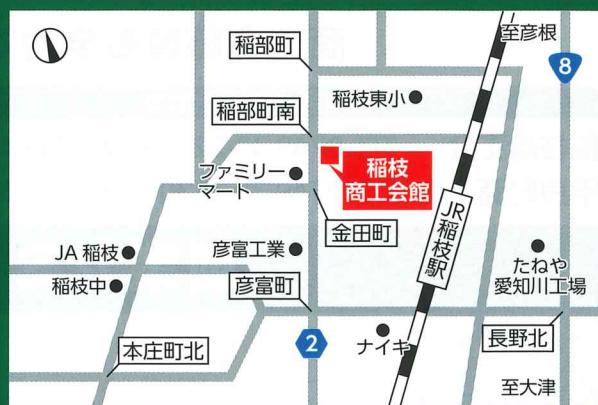 至彦根
8
稲部町
稲枝東小
稲部町南
稲枝
商工会館
ファミリー
マート
金田町
JR稲枝駅
JA 稲枝
彦富工業
たねや
愛知川工場
稲枝中
彦富町
2
ナイキ
長野北
本庄町北
至大津